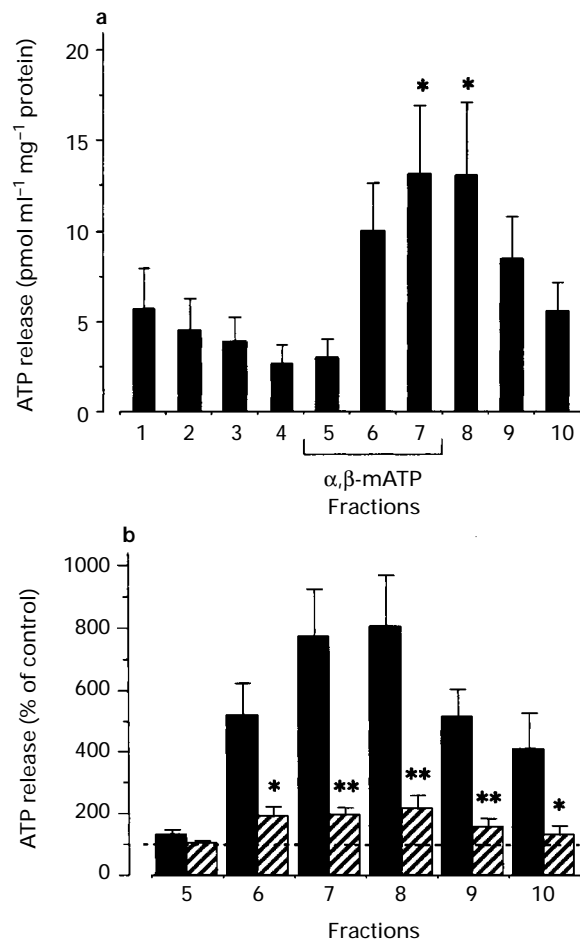 a
ATP release (pmol ml⁻¹ mg⁻¹ protein)
20
15
10
5
0
* *
1 2 3 4 5 6 7 8 9 10
α,β-mATP
Fractions
b
ATP release (% of control)
1000
800
600
400
200
0
* ** ** ** *
5 6 7 8 9 10
Fractions